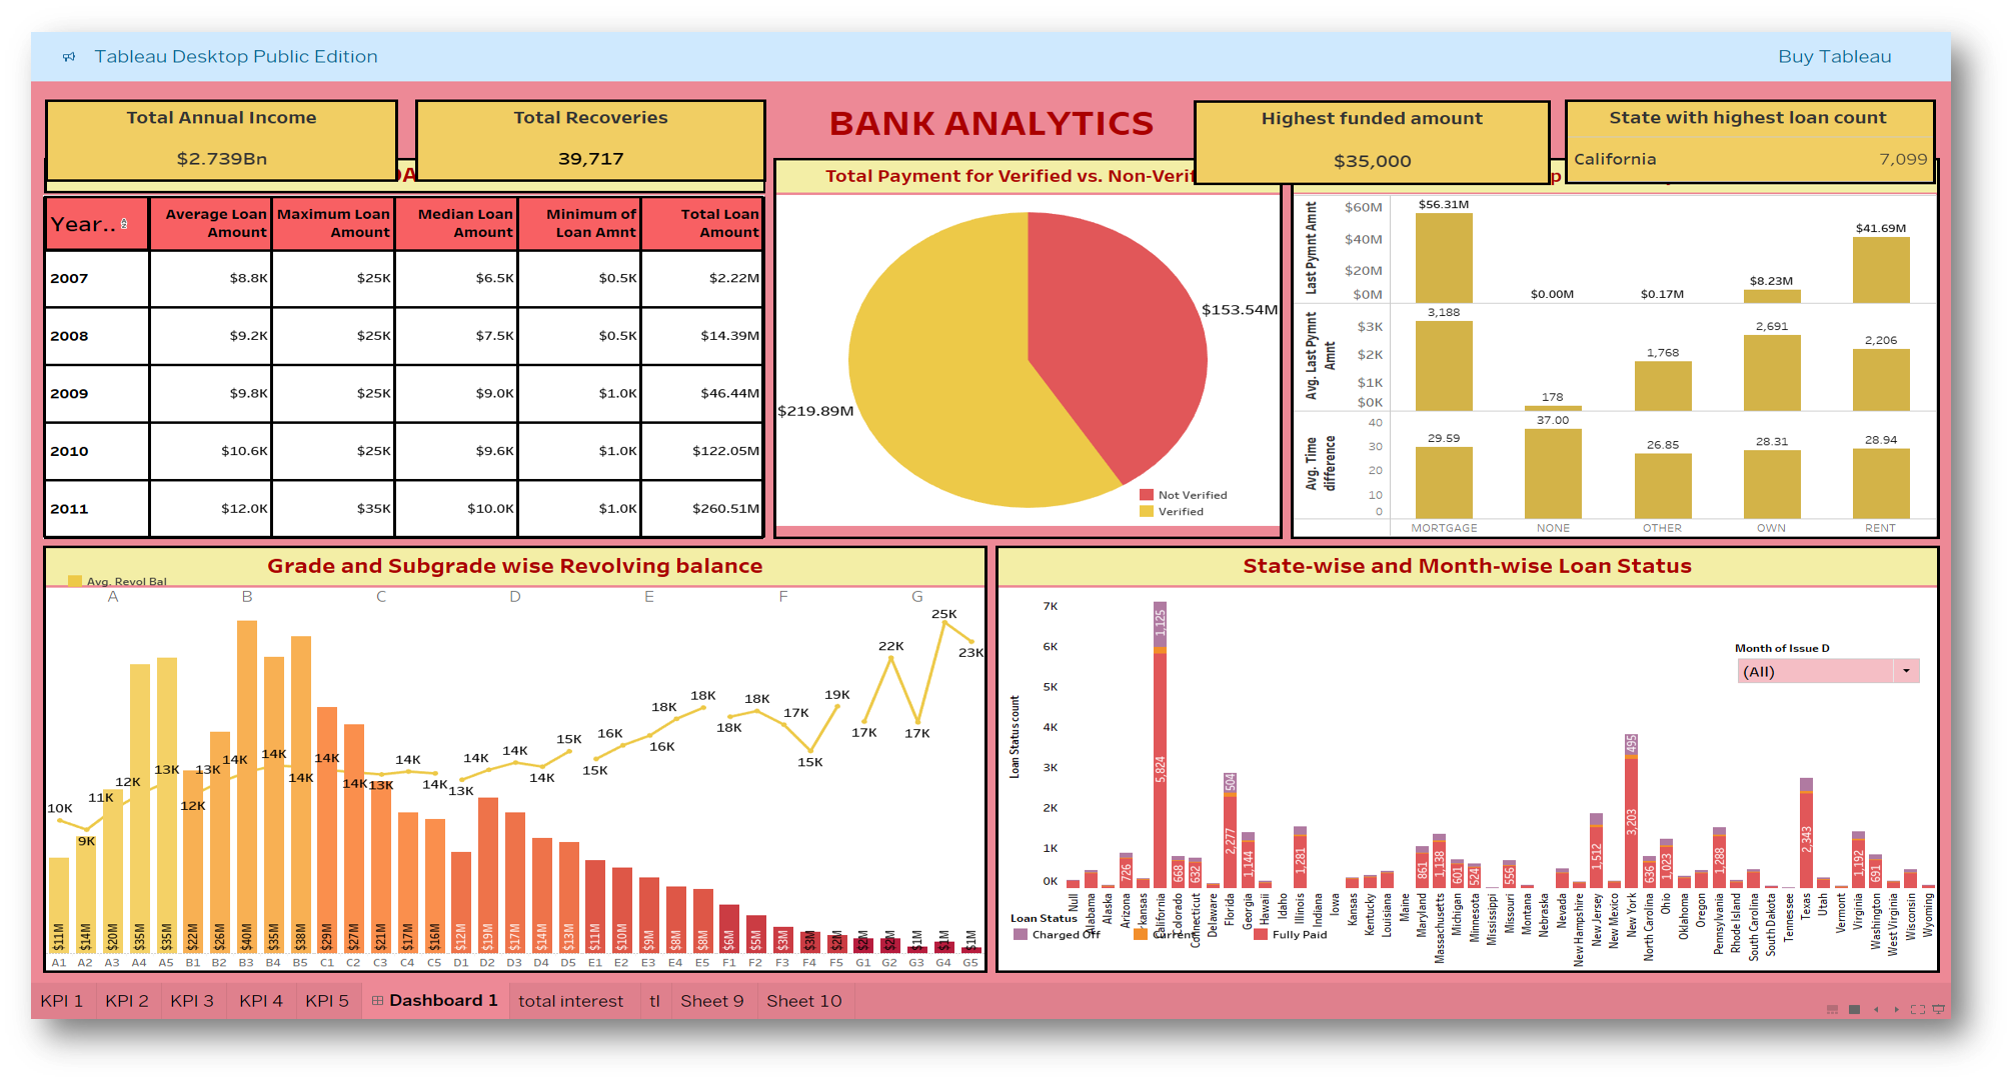 Tableau Desktop Public Edition
Buy Tableau
Total Annual Income
$2.739Bn
Total Recoveries
39,717
BANK ANALYTICS
Highest funded amount
$35,000
State with highest loan count
California 7,099
Total Payment for Verified vs. Non-Verif
Year.. Average Loan Amount Maximum Loan Amount Median Loan Amount Minimum of Loan Amnt Total Loan Amount
2007 $8.8K $25K $6.5K $0.5K $2.22M
2008 $9.2K $25K $7.5K $0.5K $14.39M
2009 $9.8K $25K $9.0K $1.0K $46.44M
2010 $10.6K $25K $9.6K $1.0K $122.05M
2011 $12.0K $35K $10.0K $1.0K $260.51M
$153.54M
$219.89M
Not Verified
Verified
Last Pymnt Amnt
$60M
$40M
$20M
$0M
$56.31M $0.00M $0.17M $8.23M $41.69M
Avg. Last Pymnt Amnt
$3K
$2K
$1K
$0K
3,188 178 1,768 2,691 2,206
Avg. Time difference
40
30
20
10
0
29.59 37.00 26.85 28.31 28.94
MORTGAGE NONE OTHER OWN RENT
Grade and Subgrade wise Revolving balance
Avg. Revol Bal
A B C D E F G
10K 9K 11K 12K 13K 12K 13K 14K 14K 14K 14K 14K 13K 14K 14K 13K 14K 14K 14K 15K 15K 16K 16K 18K 18K 18K 18K 17K 15K 19K 17K 22K 17K 25K 23K
$11M $14M $20M $35M $35M $22M $26M $40M $35M $38M $29M $27M $21M $17M $16M $12M $19M $17M $14M $13M $11M $10M $9M $8M $8M $6M $5M $3M $3M $2M $2M $2M $1M $1M $1M
A1 A2 A3 A4 A5 B1 B2 B3 B4 B5 C1 C2 C3 C4 C5 D1 D2 D3 D4 D5 E1 E2 E3 E4 E5 F1 F2 F3 F4 F5 G1 G2 G3 G4 G5
State-wise and Month-wise Loan Status
Month of Issue D
(All)
Loan Status count
7K
6K
5K
4K
3K
2K
1K
0K
726 1,125 5,824 668 632 504 2,277 1,144 1,281 861 1,138 601 524 556 1,512 495 3,203 636 1,023 1,288 2,343 1,192 691
Null Alabama Alaska Arizona Arkansas California Colorado Connecticut Delaware Florida Georgia Hawaii Idaho Illinois Indiana Iowa Kansas Kentucky Louisiana Maine Maryland Massachusetts Michigan Minnesota Mississippi Missouri Montana Nebraska Nevada New Hampshire New Jersey New Mexico New York North Carolina Ohio Oklahoma Oregon Pennsylvania Rhode Island South Carolina South Dakota Tennessee Texas Utah Vermont Virginia Washington West Virginia Wisconsin Wyoming
Loan Status
Charged Off Current Fully Paid
KPI 1 KPI 2 KPI 3 KPI 4 KPI 5 Dashboard 1 total interest tl Sheet 9 Sheet 10